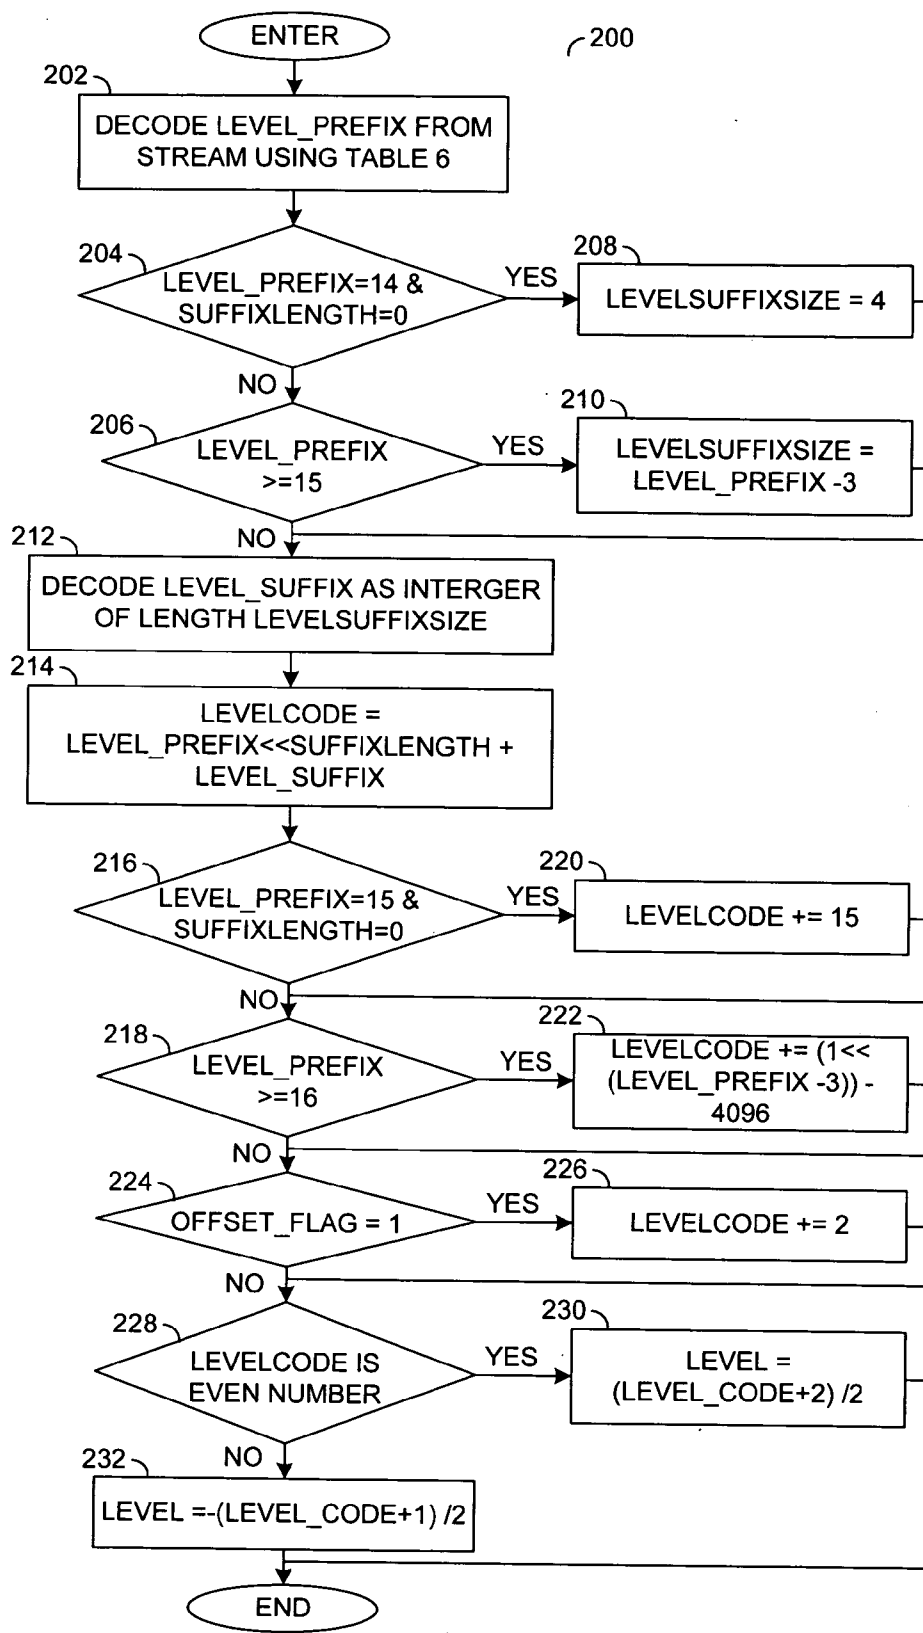 ENTER
200
202
DECODE LEVEL_PREFIX FROM
STREAM USING TABLE 6
204
LEVEL_PREFIX=14 &
SUFFIXLENGTH=0
YES
208
LEVELSUFFIXSIZE = 4
NO
206
LEVEL_PREFIX
>=15
YES
210
LEVELSUFFIXSIZE =
LEVEL_PREFIX -3
NO
212
DECODE LEVEL_SUFFIX AS INTERGER
OF LENGTH LEVELSUFFIXSIZE
214
LEVELCODE =
LEVEL_PREFIX<<SUFFIXLENGTH +
LEVEL_SUFFIX
216
LEVEL_PREFIX=15 &
SUFFIXLENGTH=0
YES
220
LEVELCODE += 15
NO
218
LEVEL_PREFIX
>=16
YES
222
LEVELCODE += (1<<
(LEVEL_PREFIX -3)) -
4096
NO
224
OFFSET_FLAG = 1
YES
226
LEVELCODE += 2
NO
228
LEVELCODE IS
EVEN NUMBER
YES
230
LEVEL =
(LEVEL_CODE+2) /2
NO
232
LEVEL =-(LEVEL_CODE+1) /2
END